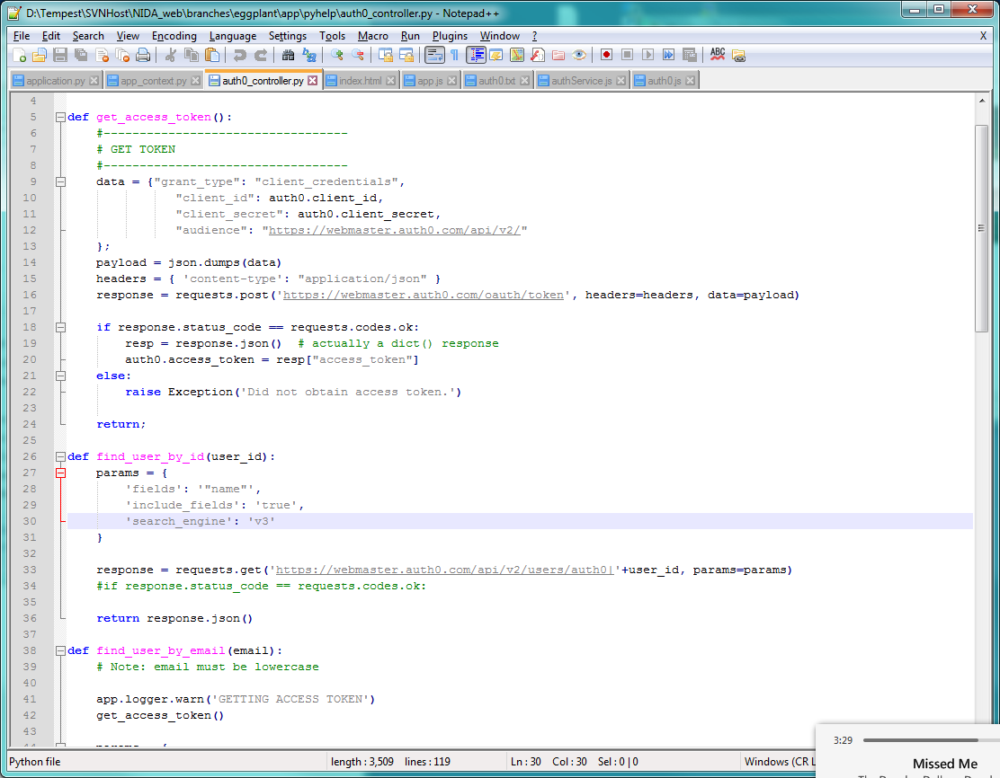 D:\Tempest\SVNHost\NIDA_web\branches\eggplant\app\pyhelp\auth0_controller.py - Notepad++
File Edit Search View Encoding Language Settings Tools Macro Run Plugins Window ? X
ABC
application.py app_context.py auth0_controller.py index.html app.js auth0.txt authService.js auth0.js
4
5 def get_access_token():
6 #----------------------------------
7 # GET TOKEN
8 #----------------------------------
9 data = {"grant_type": "client_credentials",
10 "client_id": auth0.client_id,
11 "client_secret": auth0.client_secret,
12 "audience": "https://webmaster.auth0.com/api/v2/"
13 };
14 payload = json.dumps(data)
15 headers = { 'content-type': "application/json" }
16 response = requests.post('https://webmaster.auth0.com/oauth/token', headers=headers, data=payload)
17
18 if response.status_code == requests.codes.ok:
19 resp = response.json()  # actually a dict() response
20 auth0.access_token = resp["access_token"]
21 else:
22 raise Exception('Did not obtain access token.')
23
24 return;
25
26 def find_user_by_id(user_id):
27 params = {
28 'fields': '"name"',
29 'include_fields': 'true',
30 'search_engine': 'v3'
31 }
32
33 response = requests.get('https://webmaster.auth0.com/api/v2/users/auth0|'+user_id, params=params)
34 #if response.status_code == requests.codes.ok:
35
36 return response.json()
37
38 def find_user_by_email(email):
39 # Note: email must be lowercase
40
41 app.logger.warn('GETTING ACCESS TOKEN')
42 get_access_token()
43
44 params = {
Python file length : 3,509 lines : 119 Ln : 30 Col : 30 Sel : 0 | 0 Windows (CR L
3:29
Missed Me